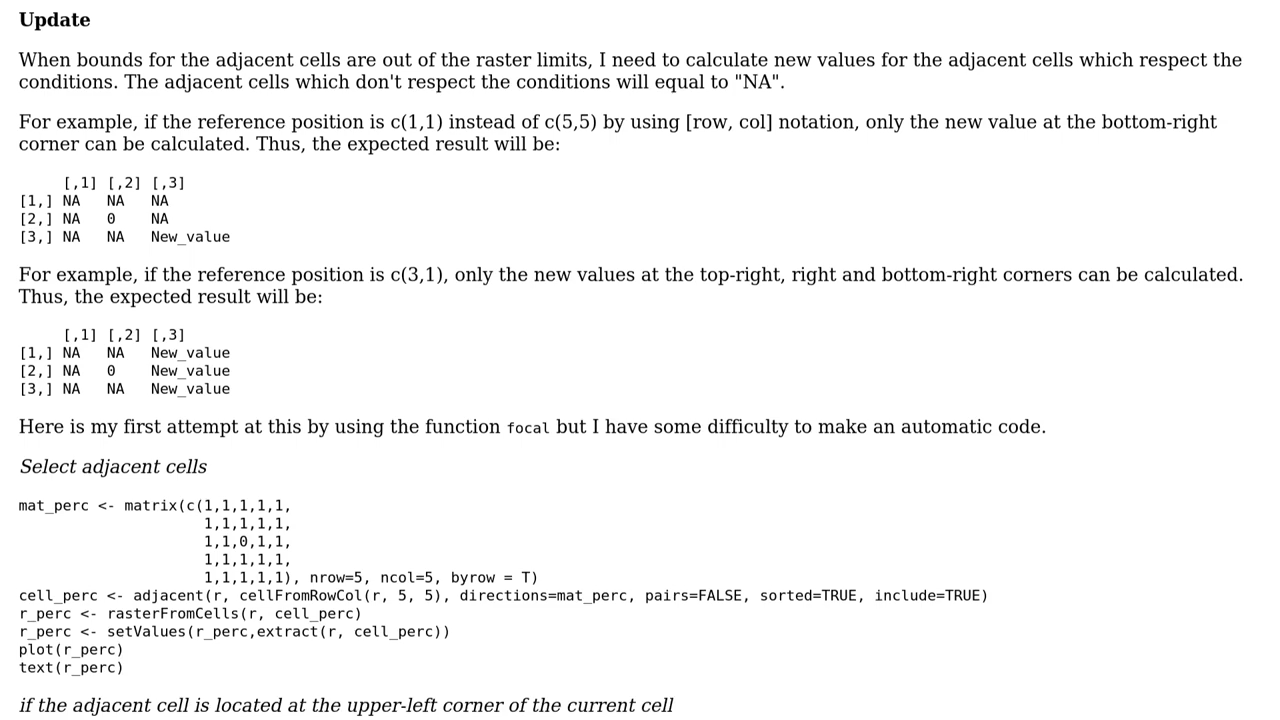 Update
When bounds for the adjacent cells are out of the raster limits, I need to calculate new values for the adjacent cells which respect the
conditions. The adjacent cells which don't respect the conditions will equal to "NA".
For example, if the reference position is c(1,1) instead of c(5,5) by using [row, col] notation, only the new value at the bottom-right
corner can be calculated. Thus, the expected result will be:
     [,1] [,2] [,3]
[1,] NA   NA   NA
[2,] NA   0    NA
[3,] NA   NA   New_value
For example, if the reference position is c(3,1), only the new values at the top-right, right and bottom-right corners can be calculated.
Thus, the expected result will be:
     [,1] [,2] [,3]
[1,] NA   NA   New_value
[2,] NA   0    New_value
[3,] NA   NA   New_value
Here is my first attempt at this by using the function focal but I have some difficulty to make an automatic code.
Select adjacent cells
mat_perc <- matrix(c(1,1,1,1,1,
                     1,1,1,1,1,
                     1,1,0,1,1,
                     1,1,1,1,1,
                     1,1,1,1,1), nrow=5, ncol=5, byrow = T)
cell_perc <- adjacent(r, cellFromRowCol(r, 5, 5), directions=mat_perc, pairs=FALSE, sorted=TRUE, include=TRUE)
r_perc <- rasterFromCells(r, cell_perc)
r_perc <- setValues(r_perc,extract(r, cell_perc))
plot(r_perc)
text(r_perc)
if the adjacent cell is located at the upper-left corner of the current cell